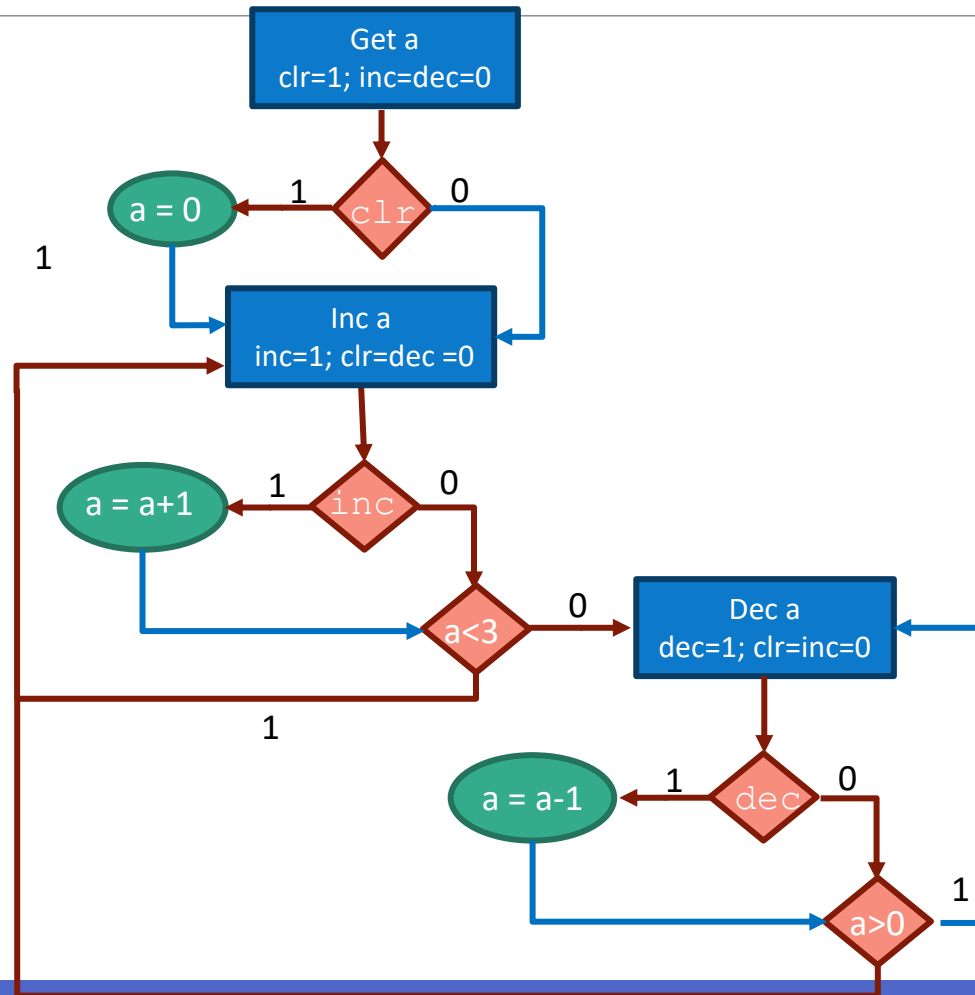 Get a
clr=1; inc=dec=0
1
clr
0
a = 0
1
Inc a
inc=1; clr=dec =0
1
inc
0
a = a+1
a<3
0
Dec a
dec=1; clr=inc=0
1
1
dec
0
a = a-1
a>0
1